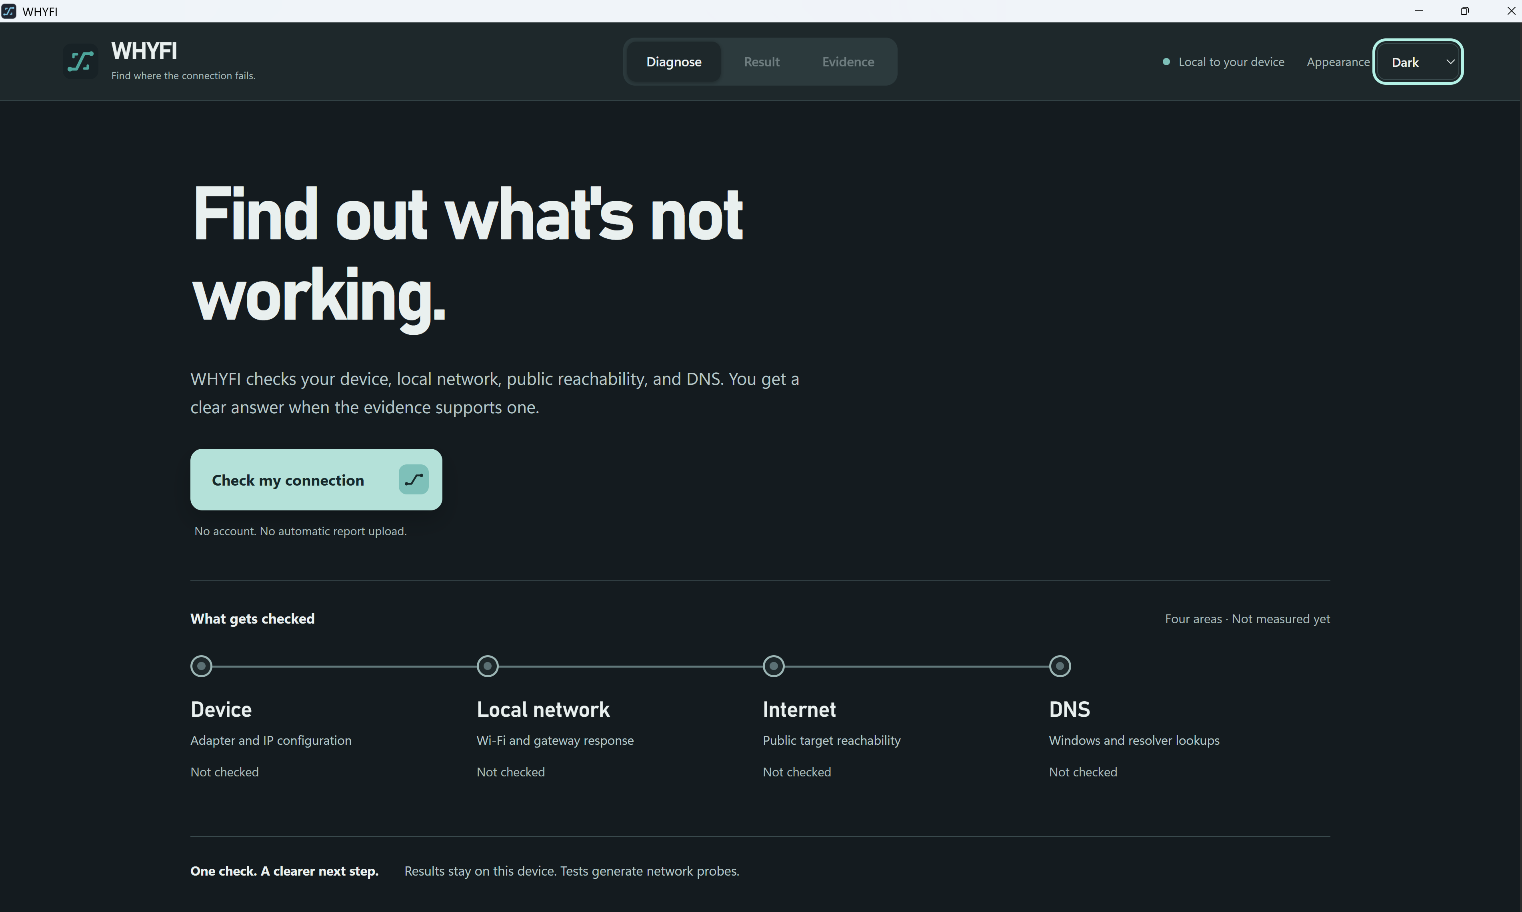 WHYFI
WHYFI
Find where the connection fails.
Diagnose
Result
Evidence
Local to your device
Appearance
Dark
Find out what's not
working.
WHYFI checks your device, local network, public reachability, and DNS. You get a
clear answer when the evidence supports one.
Check my connection
No account. No automatic report upload.
What gets checked
Four areas · Not measured yet
Device
Adapter and IP configuration
Not checked
Local network
Wi-Fi and gateway response
Not checked
Internet
Public target reachability
Not checked
DNS
Windows and resolver lookups
Not checked
One check. A clearer next step.
Results stay on this device. Tests generate network probes.